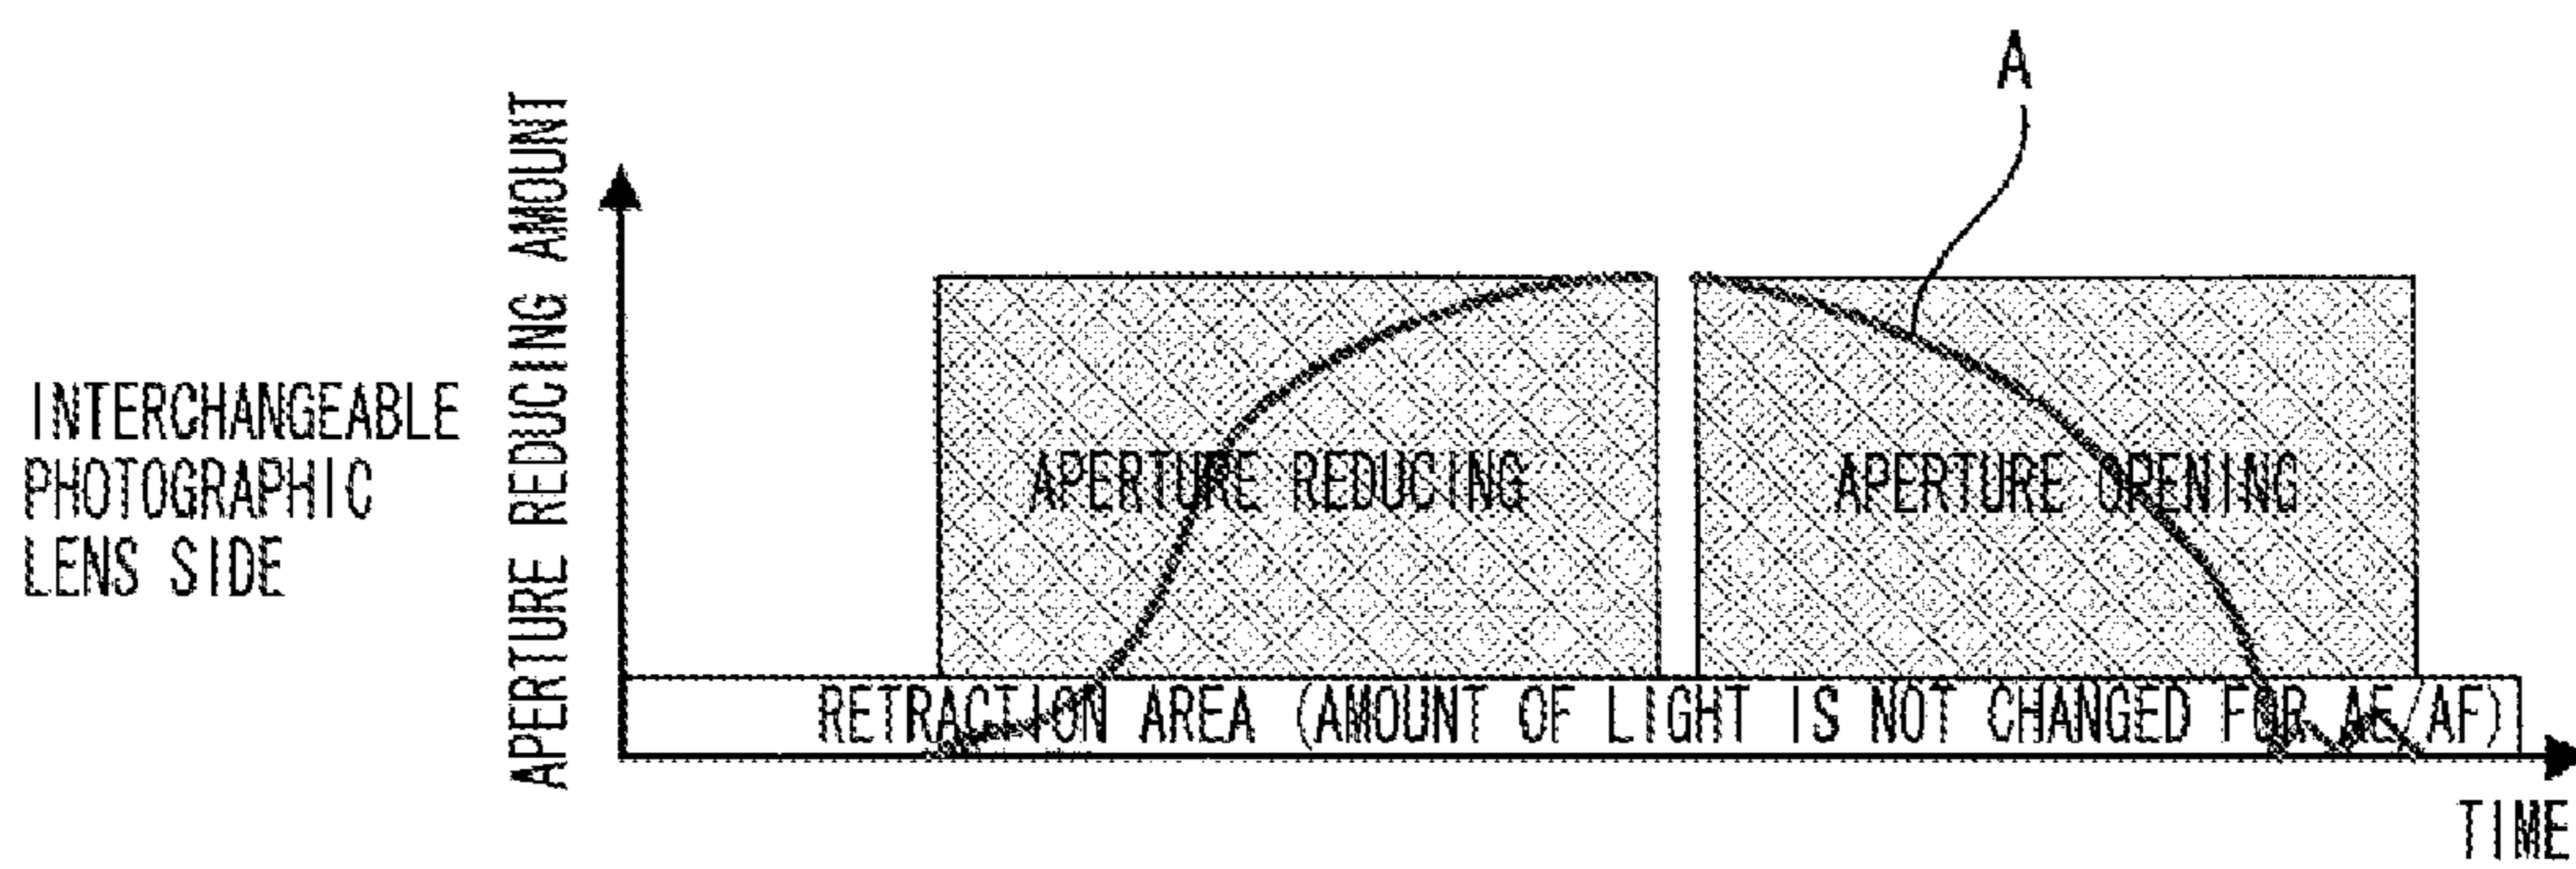 A
APERTURE REDUCING AMOUNT
INTERCHANGEABLE
PHOTOGRAPHIC
LENS SIDE
APERTURE REDUCING
APERTURE OPENING
RETRACTION AREA (AMOUNT OF LIGHT IS NOT CHANGED FOR AE/AF)
TIME